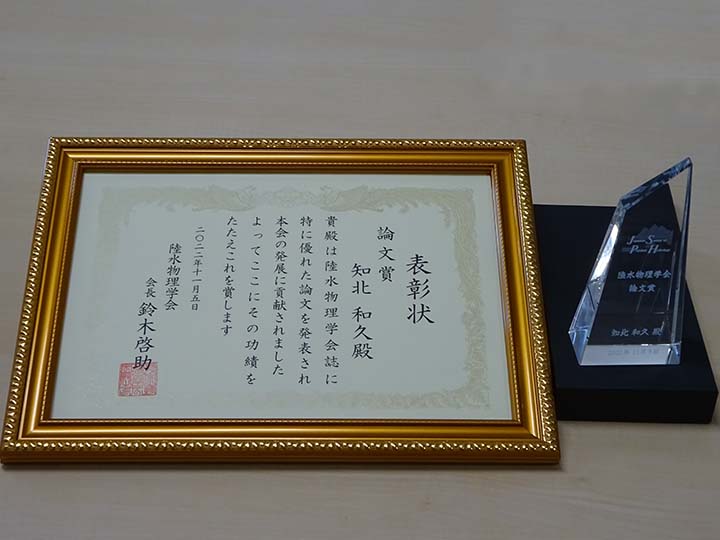 表彰状
論文賞
知北 和久殿
貴殿は陸水物理学会誌に
特に優れた論文を発表され
本会の発展に貢献されました
よってここにその功績を
たたえこれを賞します
二〇二二年十一月五日
陸水物理学会
会長 鈴木啓助
Japanese Society of
Physical Hydrology
陸水物理学会
論文賞
知北 和久 殿